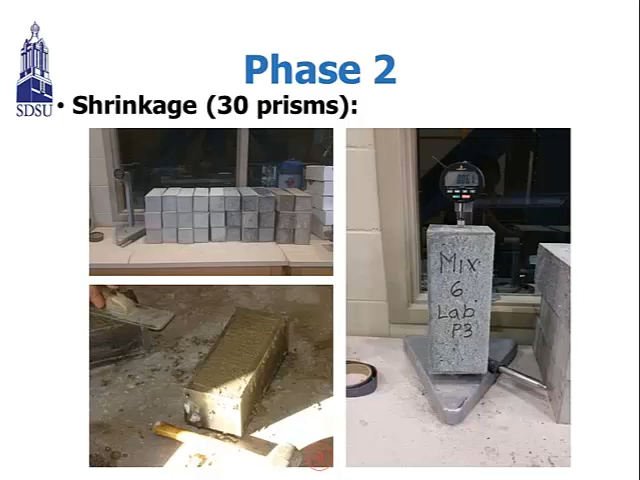 Phase 2
SDSU
• Shrinkage (30 prisms):
Mix
6
Lab
P3